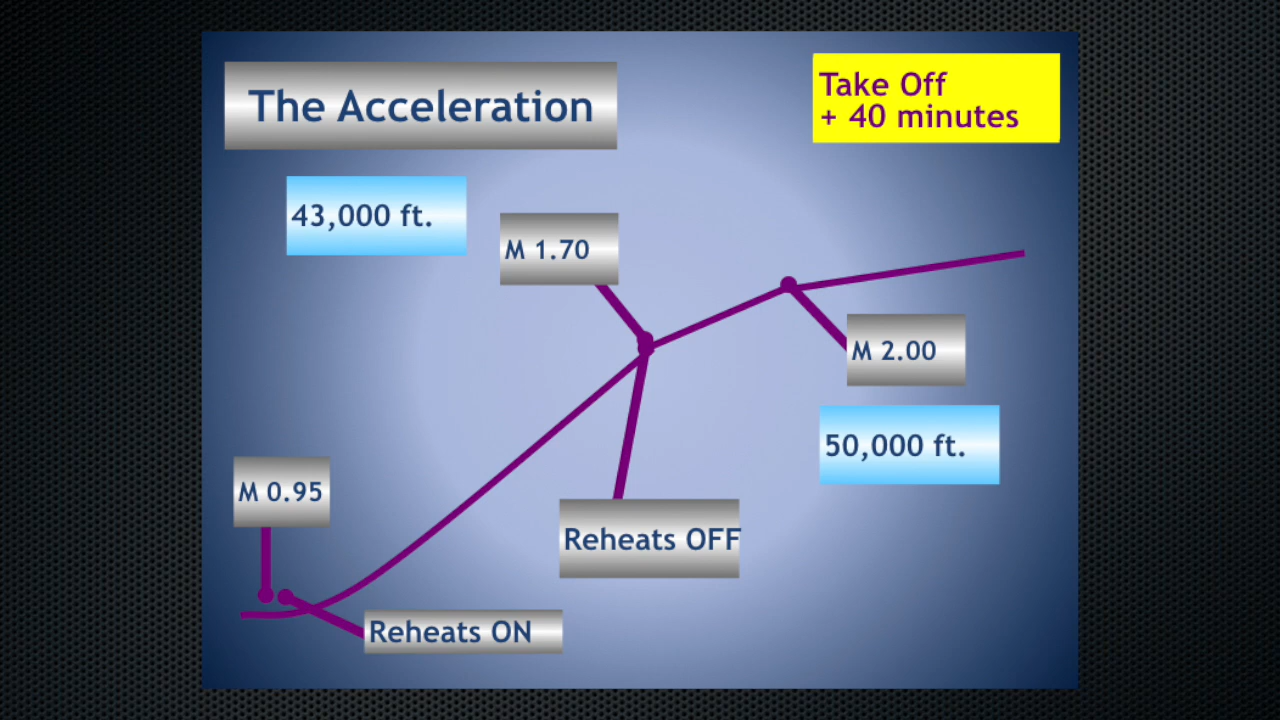 The Acceleration
Take Off
+ 40 minutes
43,000 ft.
M 1.70
M 2.00
50,000 ft.
M 0.95
Reheats OFF
Reheats ON